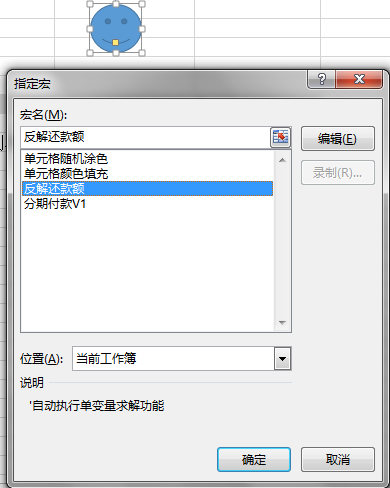 指定宏
宏名(M):
反解还款额
编辑(E)
单元格随机涂色
单元格颜色填充
反解还款额
分期付款V1
录制(R)...
位置(A): 当前工作簿
说明
'自动执行单变量求解功能
确定 取消